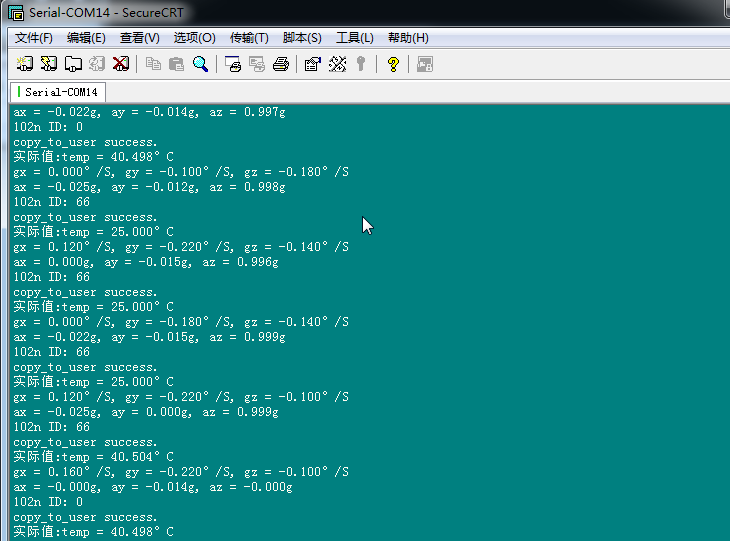 Serial-COM14 - SecureCRT
文件(F) 编辑(E) 查看(V) 选项(O) 传输(T) 脚本(S) 工具(L) 帮助(H)
Serial-COM14
ax = -0.022g, ay = -0.014g, az = 0.997g
102n ID: 0
copy_to_user success.
实际值:temp = 40.498° C
gx = 0.000° /S, gy = -0.100° /S, gz = -0.180° /S
ax = -0.025g, ay = -0.012g, az = 0.998g
102n ID: 66
copy_to_user success.
实际值:temp = 25.000° C
gx = 0.120° /S, gy = -0.220° /S, gz = -0.140° /S
ax = 0.000g, ay = -0.015g, az = 0.996g
102n ID: 66
copy_to_user success.
实际值:temp = 25.000° C
gx = 0.000° /S, gy = -0.180° /S, gz = -0.140° /S
ax = -0.022g, ay = -0.015g, az = 0.999g
102n ID: 66
copy_to_user success.
实际值:temp = 25.000° C
gx = 0.120° /S, gy = -0.220° /S, gz = -0.100° /S
ax = -0.025g, ay = 0.000g, az = 0.999g
102n ID: 66
copy_to_user success.
实际值:temp = 40.504° C
gx = 0.160° /S, gy = -0.220° /S, gz = -0.100° /S
ax = -0.000g, ay = -0.014g, az = -0.000g
102n ID: 0
copy_to_user success.
实际值:temp = 40.498° C